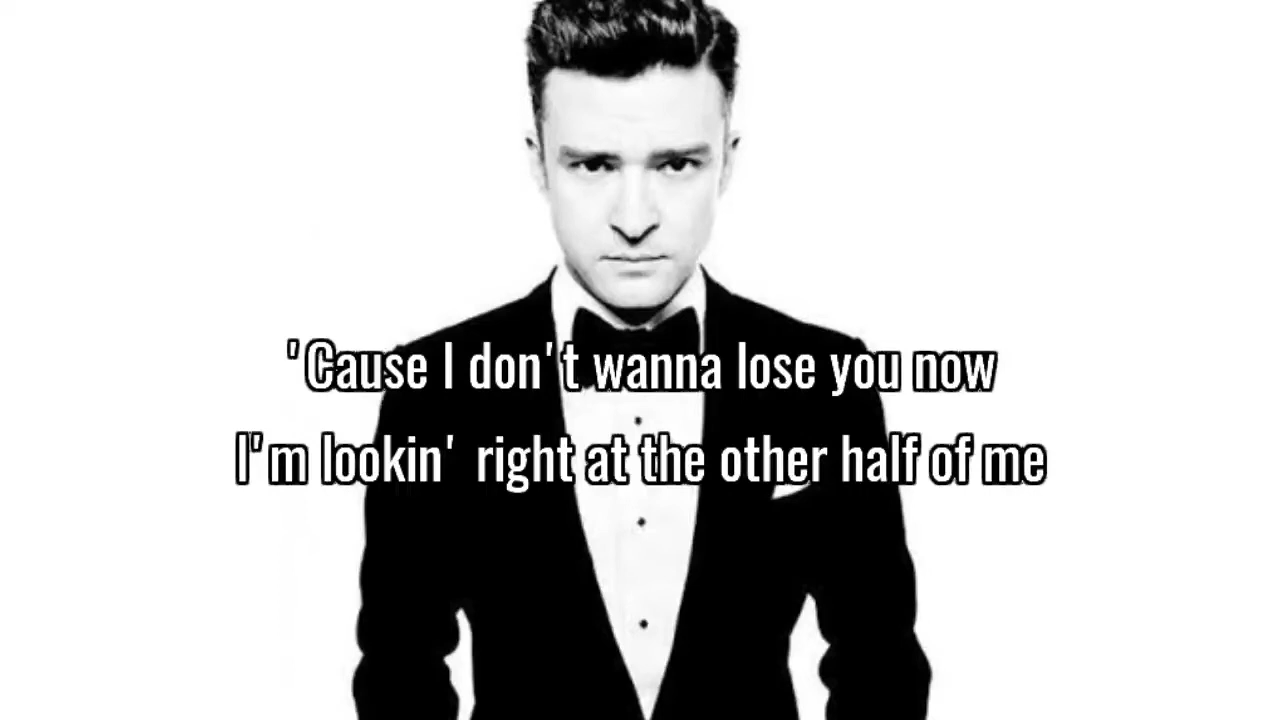 'Cause I don't wanna lose you now
I'm lookin' right at the other half of me